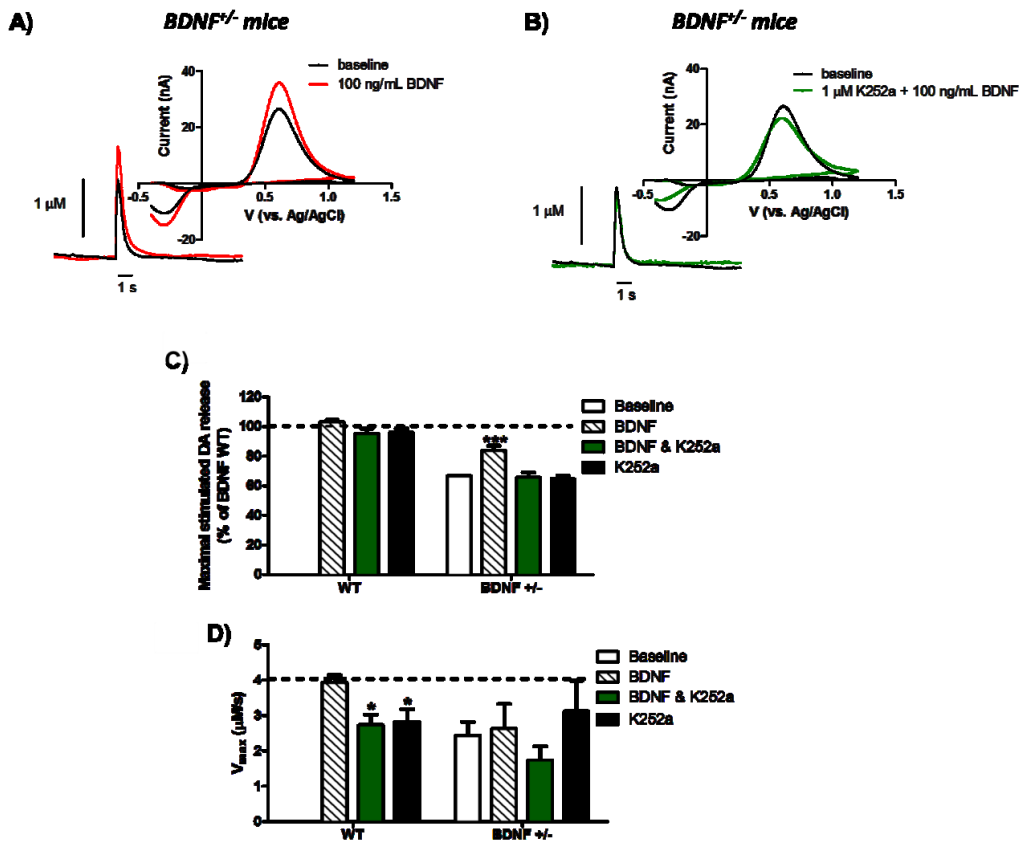 A)
BDNF+/- mice
baseline
100 ng/mL BDNF
Current (nA)
40
20
-0.5
0.5
1.0
1.5
V (vs. Ag/AgCl)
-20
1 µM
1 s
B)
BDNF+/- mice
baseline
1 µM K252a + 100 ng/mL BDNF
Current (nA)
40
20
-0.5
0.5
1.0
1.5
V (vs. Ag/AgCl)
-20
1 µM
1 s
C)
Maximal stimulated DA release
(% of BDNF WT)
120
100
80
60
40
20
0
***
WT
BDNF +/-
Baseline
BDNF
BDNF & K252a
K252a
D)
Vmax (µM/s)
5
4
3
2
1
0
*
*
WT
BDNF +/-
Baseline
BDNF
BDNF & K252a
K252a